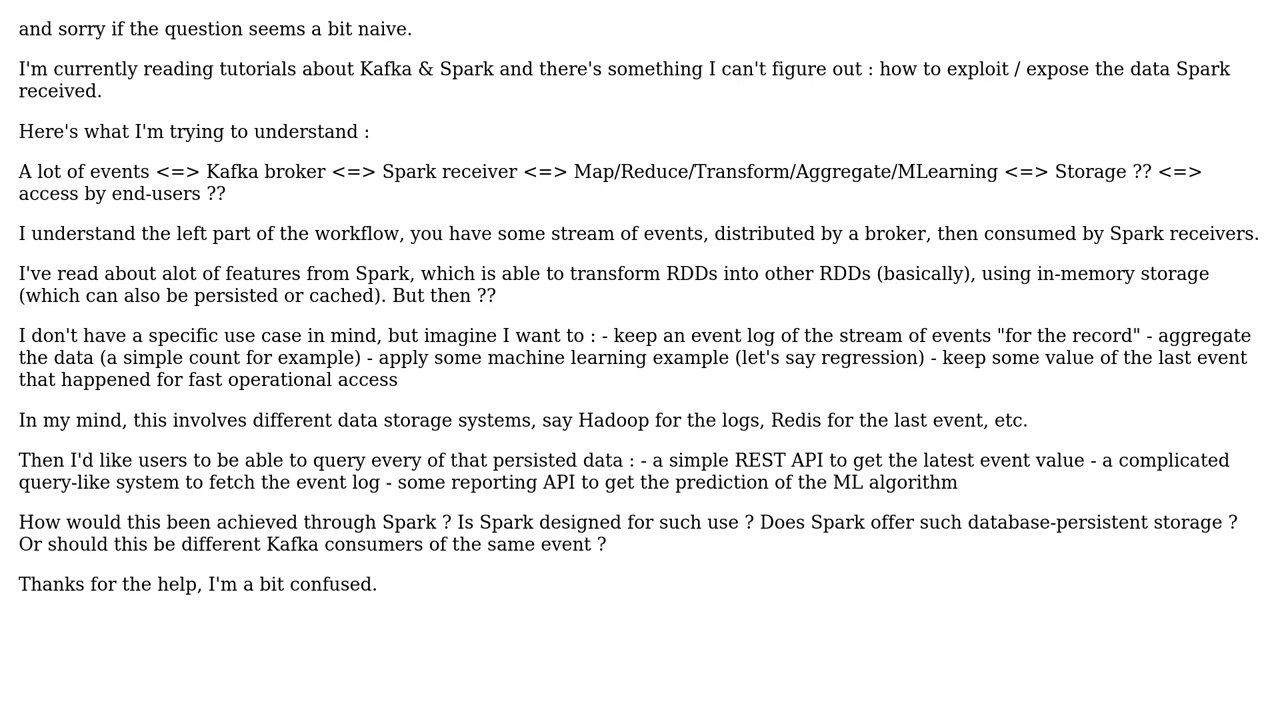 and sorry if the question seems a bit naive.
I'm currently reading tutorials about Kafka & Spark and there's something I can't figure out : how to exploit / expose the data Spark
received.
Here's what I'm trying to understand :
A lot of events <=> Kafka broker <=> Spark receiver <=> Map/Reduce/Transform/Aggregate/MLearning <=> Storage ?? <=>
access by end-users ??
I understand the left part of the workflow, you have some stream of events, distributed by a broker, then consumed by Spark receivers.
I've read about alot of features from Spark, which is able to transform RDDs into other RDDs (basically), using in-memory storage
(which can also be persisted or cached). But then ??
I don't have a specific use case in mind, but imagine I want to : - keep an event log of the stream of events "for the record" - aggregate
the data (a simple count for example) - apply some machine learning example (let's say regression) - keep some value of the last event
that happened for fast operational access
In my mind, this involves different data storage systems, say Hadoop for the logs, Redis for the last event, etc.
Then I'd like users to be able to query every of that persisted data : - a simple REST API to get the latest event value - a complicated
query-like system to fetch the event log - some reporting API to get the prediction of the ML algorithm
How would this been achieved through Spark ? Is Spark designed for such use ? Does Spark offer such database-persistent storage ?
Or should this be different Kafka consumers of the same event ?
Thanks for the help, I'm a bit confused.